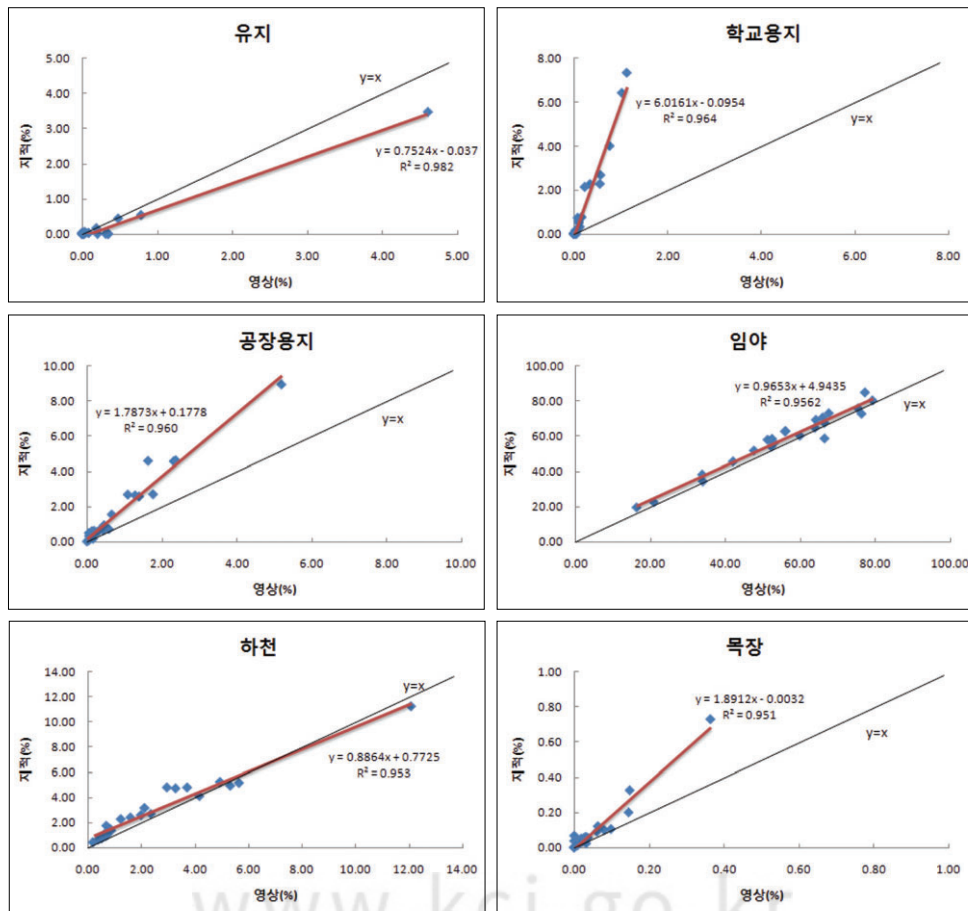 유지
5.00
4.00
3.00
2.00
1.00
0.00
지적(%)
y=x
y = 0.7524x - 0.037
R² = 0.982
0.00 1.00 2.00 3.00 4.00 5.00
영상(%)
학교용지
8.00
6.00
4.00
2.00
0.00
지적(%)
y = 6.0161x - 0.0954
R² = 0.964
y=x
0.00 2.00 4.00 6.00 8.00
영상(%)
공장용지
10.00
8.00
6.00
4.00
2.00
0.00
지적(%)
y = 1.7873x + 0.1778
R² = 0.960
y=x
0.00 2.00 4.00 6.00 8.00 10.00
영상(%)
임야
100.00
80.00
60.00
40.00
20.00
0.00
지적(%)
y = 0.9653x + 4.9435
R² = 0.9562
y=x
0.00 20.00 40.00 60.00 80.00 100.00
영상(%)
하천
14.00
12.00
10.00
8.00
6.00
4.00
2.00
0.00
지적(%)
y=x
y = 0.8864x + 0.7725
R² = 0.953
0.00 2.00 4.00 6.00 8.00 10.00 12.00 14.00
영상(%)
목장
1.00
0.80
0.60
0.40
0.20
0.00
지적(%)
y = 1.8912x - 0.0032
R² = 0.951
y=x
0.00 0.20 0.40 0.60 0.80 1.00
영상(%)
www.kci.go.kr